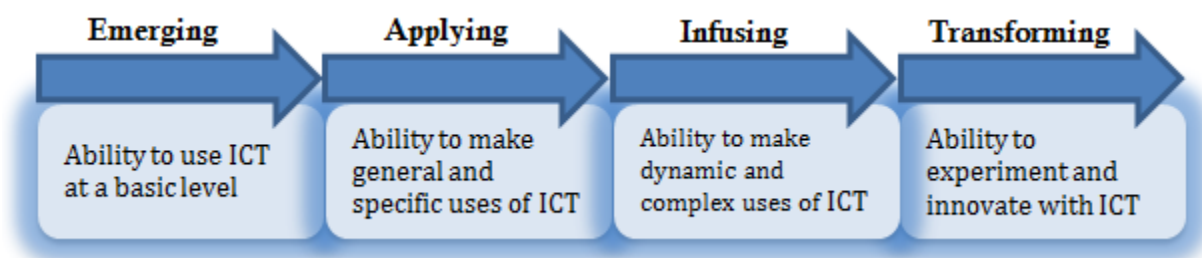 Emerging
Applying
Infusing
Transforming
Ability to use ICT
at a basic level
Ability to make
general and
specific uses of ICT
Ability to make
dynamic and
complex uses of ICT
Ability to
experiment and
innovate with ICT